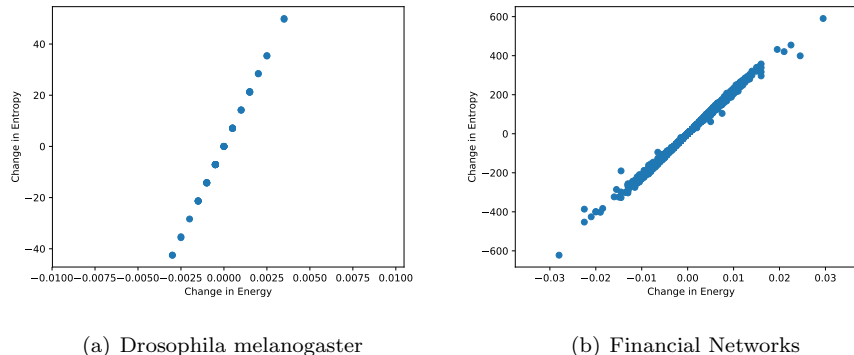 40
20
0
−20
−40
Change in Entropy
−0.0100 −0.0075 −0.0050 −0.0025 0.0000 0.0025 0.0050 0.0075 0.0100
Change in Energy
600
400
200
0
−200
−400
−600
Change in Entropy
−0.03 −0.02 −0.01 0.00 0.01 0.02 0.03
Change in Energy
(a) Drosophila melanogaster
(b) Financial Networks